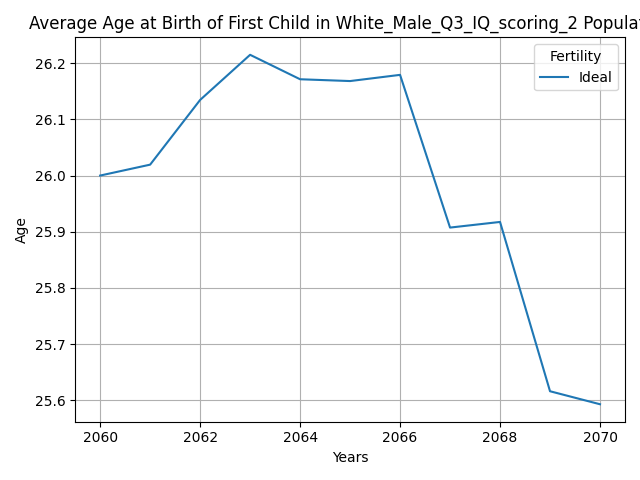 Average Age at Birth of First Child in White_Male_Q3_IQ_scoring_2
Fertility
Ideal
26.2
26.1
26.0
25.9
25.8
25.7
25.6
Age
2060 2062 2064 2066 2068 2070
Years